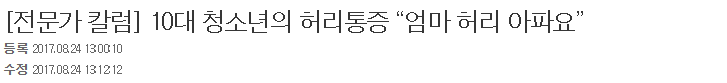 [전문가 칼럼] 10대 청소년의 허리통증 “엄마 허리 아파요”
등록 2017.08.24 13:00:10
수정 2017.08.24 13:12:12